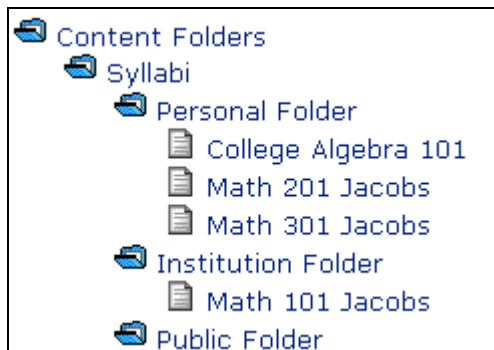 Content Folders
Syllabi
Personal Folder
College Algebra 101
Math 201 Jacobs
Math 301 Jacobs
Institution Folder
Math 101 Jacobs
Public Folder